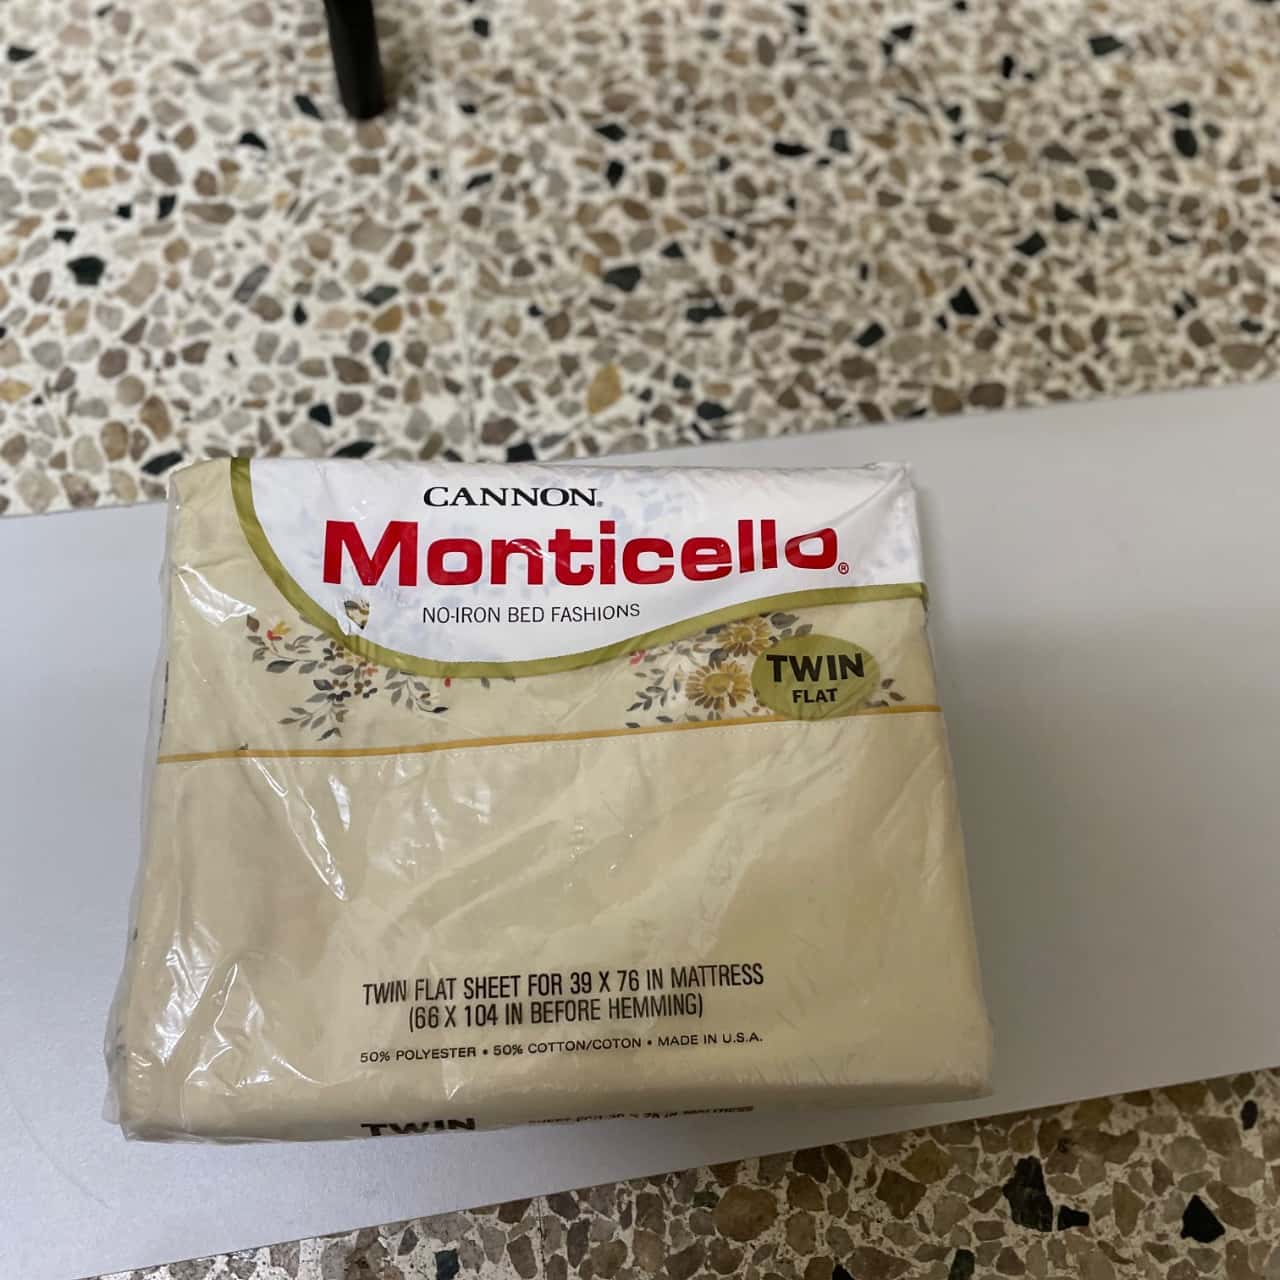 CANNON®
Monticello®
NO-IRON BED FASHIONS
TWIN
FLAT
TWIN FLAT SHEET FOR 39 X 76 IN MATTRESS
(66 X 104 IN BEFORE HEMMING)
50% POLYESTER • 50% COTTON/COTON • MADE IN U.S.A.
TWIN